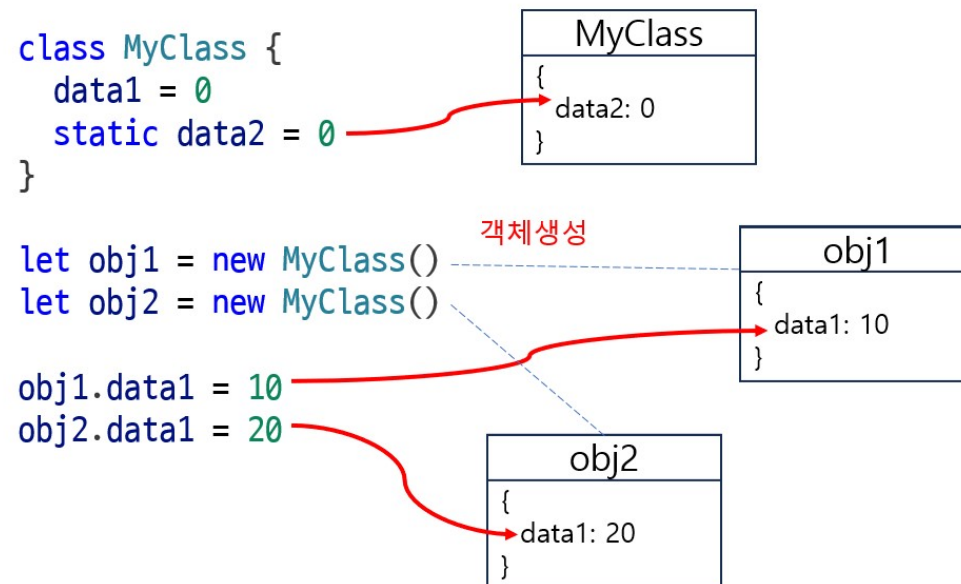 class MyClass {
  data1 = 0
  static data2 = 0
}
MyClass
{
data2: 0
}
객체생성
let obj1 = new MyClass()
let obj2 = new MyClass()
obj1
{
data1: 10
}
obj1.data1 = 10
obj2.data1 = 20
obj2
{
data1: 20
}